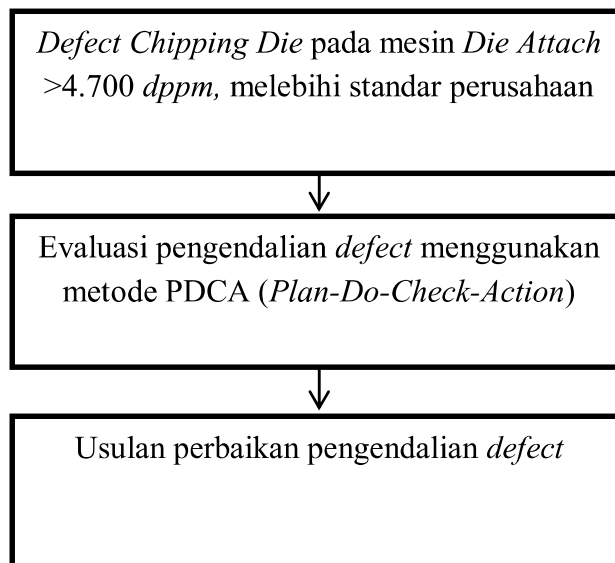 Defect Chipping Die pada mesin Die Attach
>4.700 dppm, melebihi standar perusahaan
Evaluasi pengendalian defect menggunakan
metode PDCA (Plan-Do-Check-Action)
Usulan perbaikan pengendalian defect